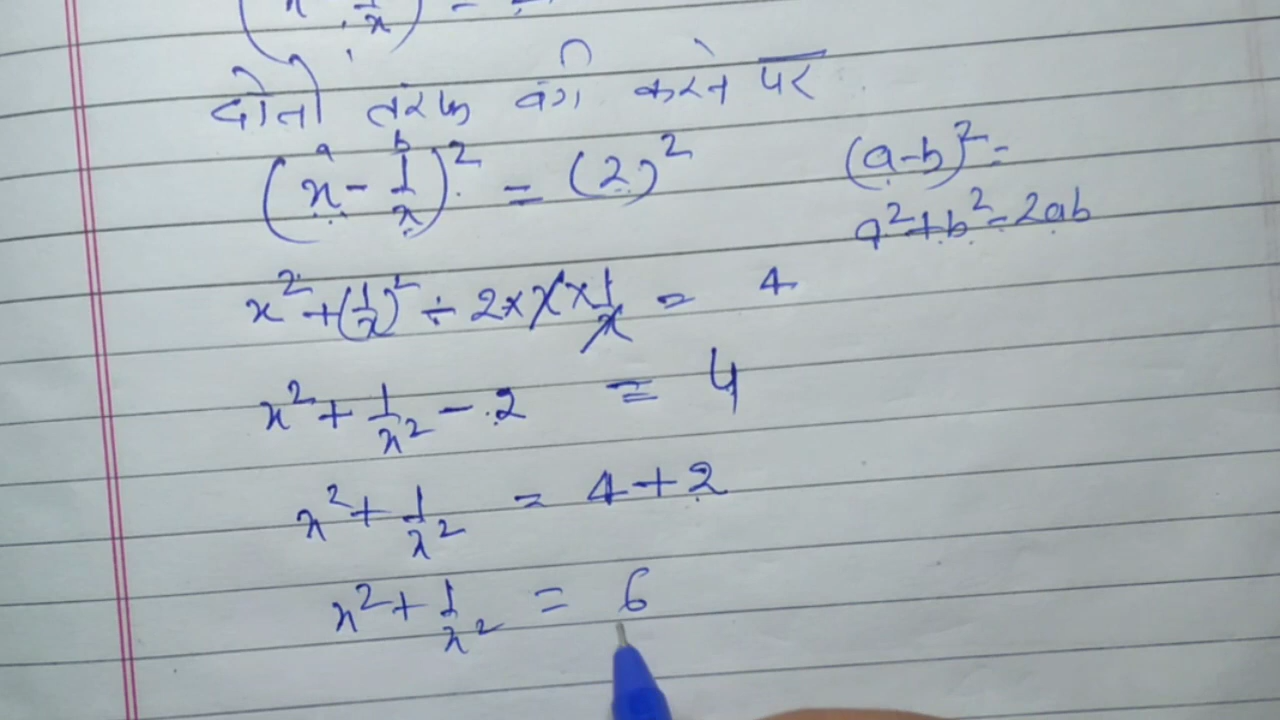 दोनों तरफ वर्ग करने पर
a b
(x - 1/x)² = (2)²
(a-b)² =
a² + b² - 2ab
x² + (1/x)² ÷ 2 × x × 1/x = 4
x² + 1/x² - 2 = 4
x² + 1/x² = 4 + 2
x² + 1/x² = 6